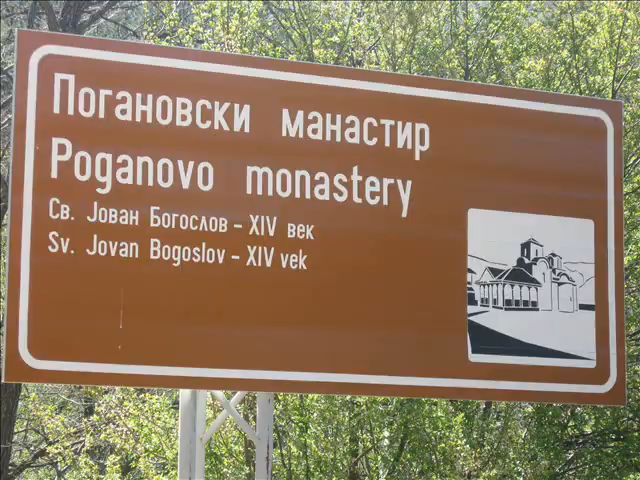 Погановски манастир
Poganovo monastery
Св. Јован Богослов – XIV век
Sv. Jovan Bogoslov – XIV vek